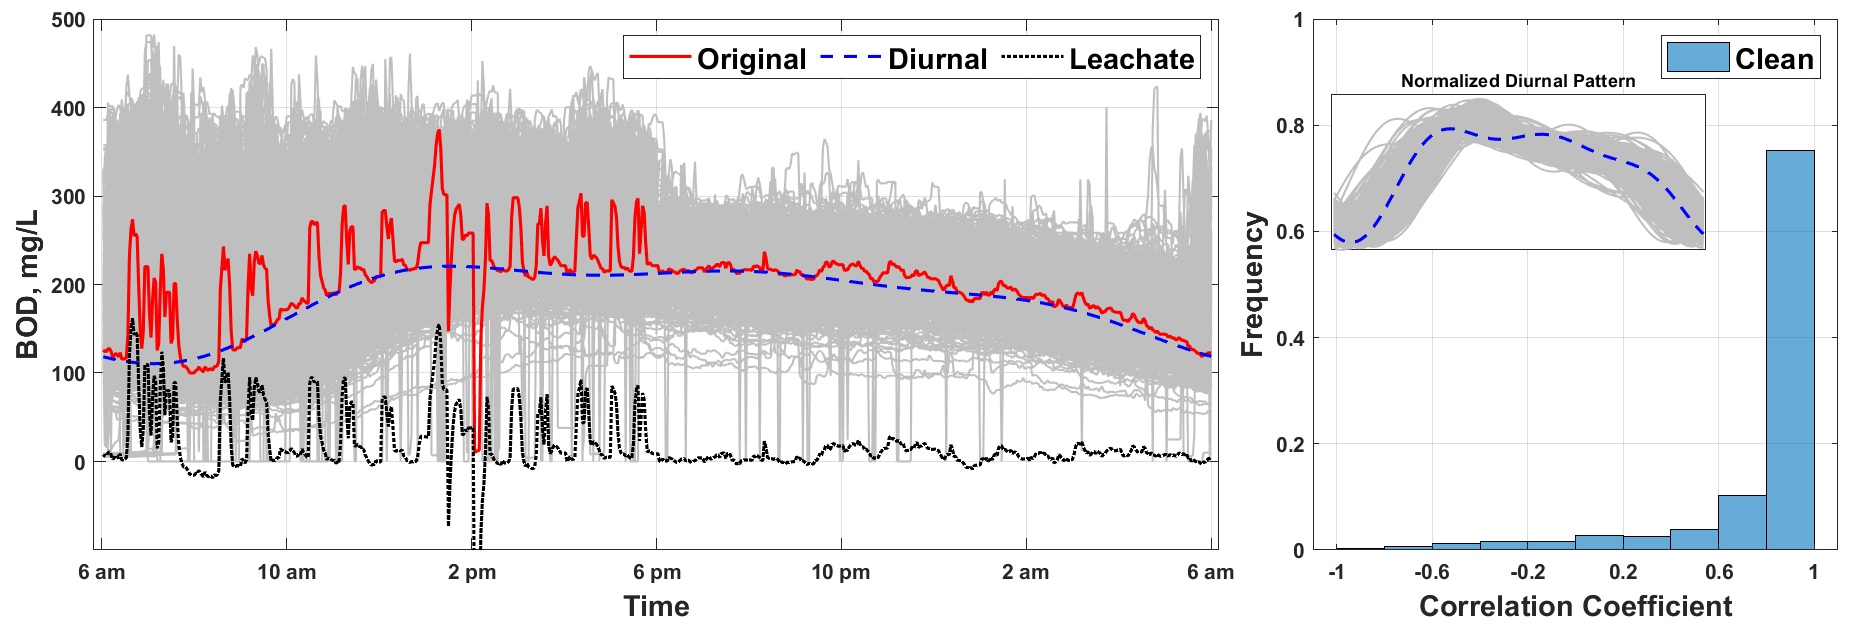 500
400
300
200
100
0
BOD, mg/L
Original
Diurnal
Leachate
6 am
10 am
2 pm
6 pm
10 pm
2 am
6 am
Time
1
0.8
0.6
0.4
0.2
0
Frequency
Clean
Normalized Diurnal Pattern
-1
-0.6
-0.2
0.2
0.6
1
Correlation Coefficient